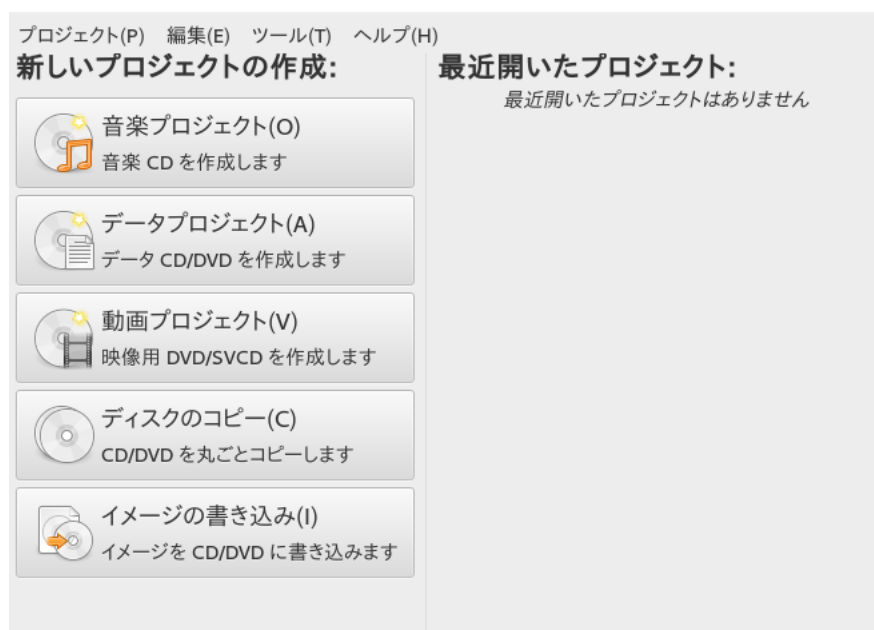 プロジェクト(P) 編集(E) ツール(T) ヘルプ(H)
新しいプロジェクトの作成:
音楽プロジェクト(O)
音楽 CD を作成します
データプロジェクト(A)
データ CD/DVD を作成します
動画プロジェクト(V)
映像用 DVD/SVCD を作成します
ディスクのコピー(C)
CD/DVD を丸ごとコピーします
イメージの書き込み(I)
イメージを CD/DVD に書き込みます
最近開いたプロジェクト:
最近開いたプロジェクトはありません